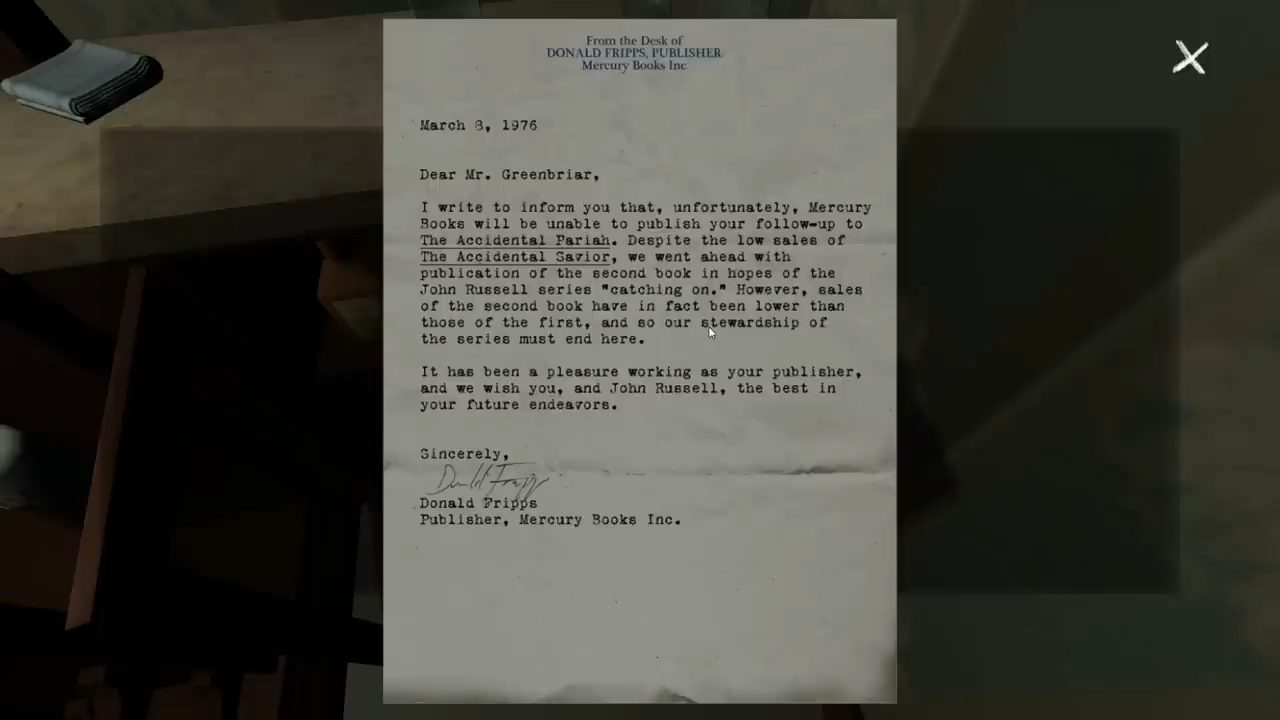 From the Desk of
DONALD FRIPPS, PUBLISHER
Mercury Books Inc
March 8, 1976
Dear Mr. Greenbriar,
I write to inform you that, unfortunately, Mercury
Books will be unable to publish your follow-up to
The Accidental Pariah. Despite the low sales of
The Accidental Savior, we went ahead with
publication of the second book in hopes of the
John Russell series "catching on." However, sales
of the second book have in fact been lower than
those of the first, and so our stewardship of
the series must end here.
It has been a pleasure working as your publisher,
and we wish you, and John Russell, the best in
your future endeavors.
Sincerely,
Donald Fripps
Donald Fripps
Publisher, Mercury Books Inc.